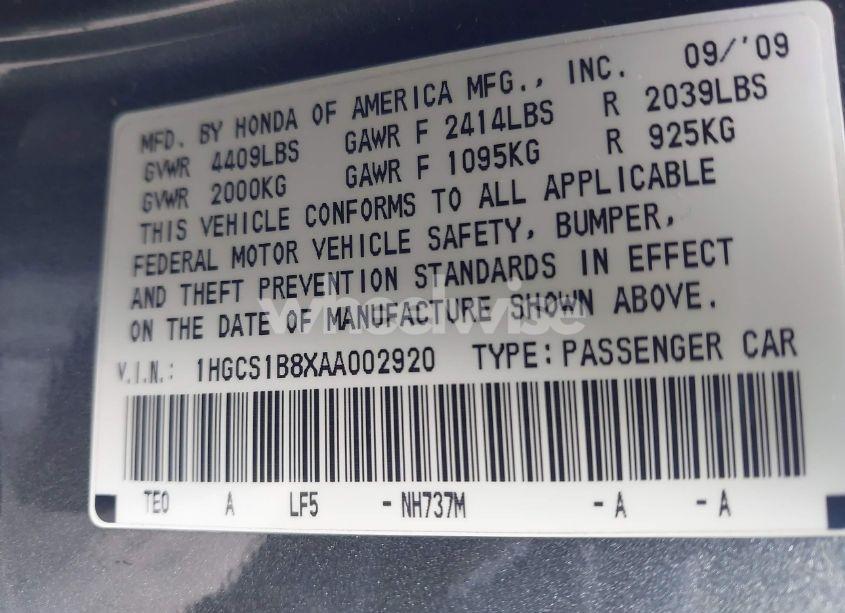 MFD. BY HONDA OF AMERICA MFG., INC. 09/'09
GVWR 4409LBS GAWR F 2414LBS R 2039LBS
GVWR 2000KG GAWR F 1095KG R 925KG
THIS VEHICLE CONFORMS TO ALL APPLICABLE
FEDERAL MOTOR VEHICLE SAFETY, BUMPER,
AND THEFT PREVENTION STANDARDS IN EFFECT
ON THE DATE OF MANUFACTURE SHOWN ABOVE.
wheelwise
V.I.N.: 1HGCS1B8XAA002920 TYPE: PASSENGER CAR
TEO A LF5 - NH737M - A - A